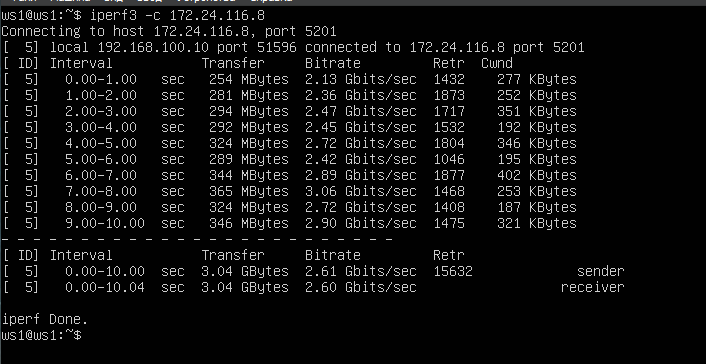 ws1@ws1:~$ iperf3 -c 172.24.116.8
Connecting to host 172.24.116.8, port 5201
[  5] local 192.168.100.10 port 51596 connected to 172.24.116.8 port 5201
[ ID] Interval           Transfer     Bitrate         Retr  Cwnd
[  5]   0.00-1.00   sec   254 MBytes  2.13 Gbits/sec  1432    277 KBytes
[  5]   1.00-2.00   sec   281 MBytes  2.36 Gbits/sec  1873    252 KBytes
[  5]   2.00-3.00   sec   294 MBytes  2.47 Gbits/sec  1717    351 KBytes
[  5]   3.00-4.00   sec   292 MBytes  2.45 Gbits/sec  1532    192 KBytes
[  5]   4.00-5.00   sec   324 MBytes  2.72 Gbits/sec  1804    346 KBytes
[  5]   5.00-6.00   sec   289 MBytes  2.42 Gbits/sec  1046    195 KBytes
[  5]   6.00-7.00   sec   344 MBytes  2.89 Gbits/sec  1877    402 KBytes
[  5]   7.00-8.00   sec   365 MBytes  3.06 Gbits/sec  1468    253 KBytes
[  5]   8.00-9.00   sec   324 MBytes  2.72 Gbits/sec  1408    187 KBytes
[  5]   9.00-10.00  sec   346 MBytes  2.90 Gbits/sec  1475    321 KBytes
- - - - - - - - - - - - - - - - - - - - - - - - -
[ ID] Interval           Transfer     Bitrate         Retr
[  5]   0.00-10.00  sec  3.04 GBytes  2.61 Gbits/sec  15632             sender
[  5]   0.00-10.04  sec  3.04 GBytes  2.60 Gbits/sec                  receiver

iperf Done.
ws1@ws1:~$